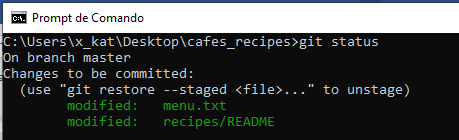 Prompt de Comando
C:\Users\x_kat\Desktop\cafes_recipes>git status
On branch master
Changes to be committed:
  (use "git restore --staged <file>..." to unstage)
        modified:   menu.txt
        modified:   recipes/README